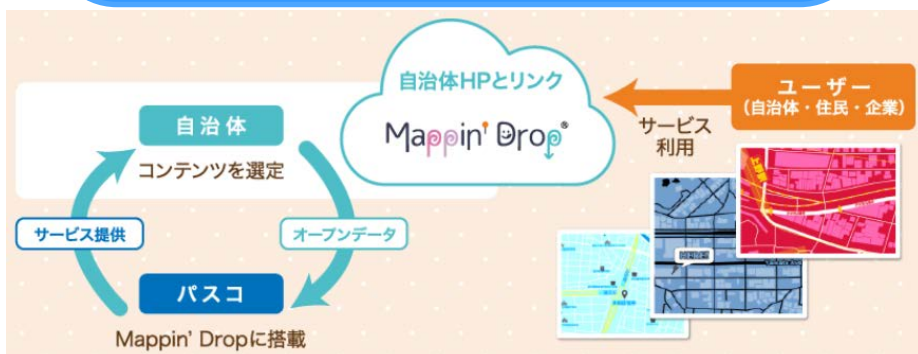 自治体HPとリンク
Mappin' Drop®
自治体
コンテンツを選定
サービス提供
オープンデータ
パスコ
Mappin' Dropに搭載
ユーザー
(自治体・住民・企業)
サービス
利用